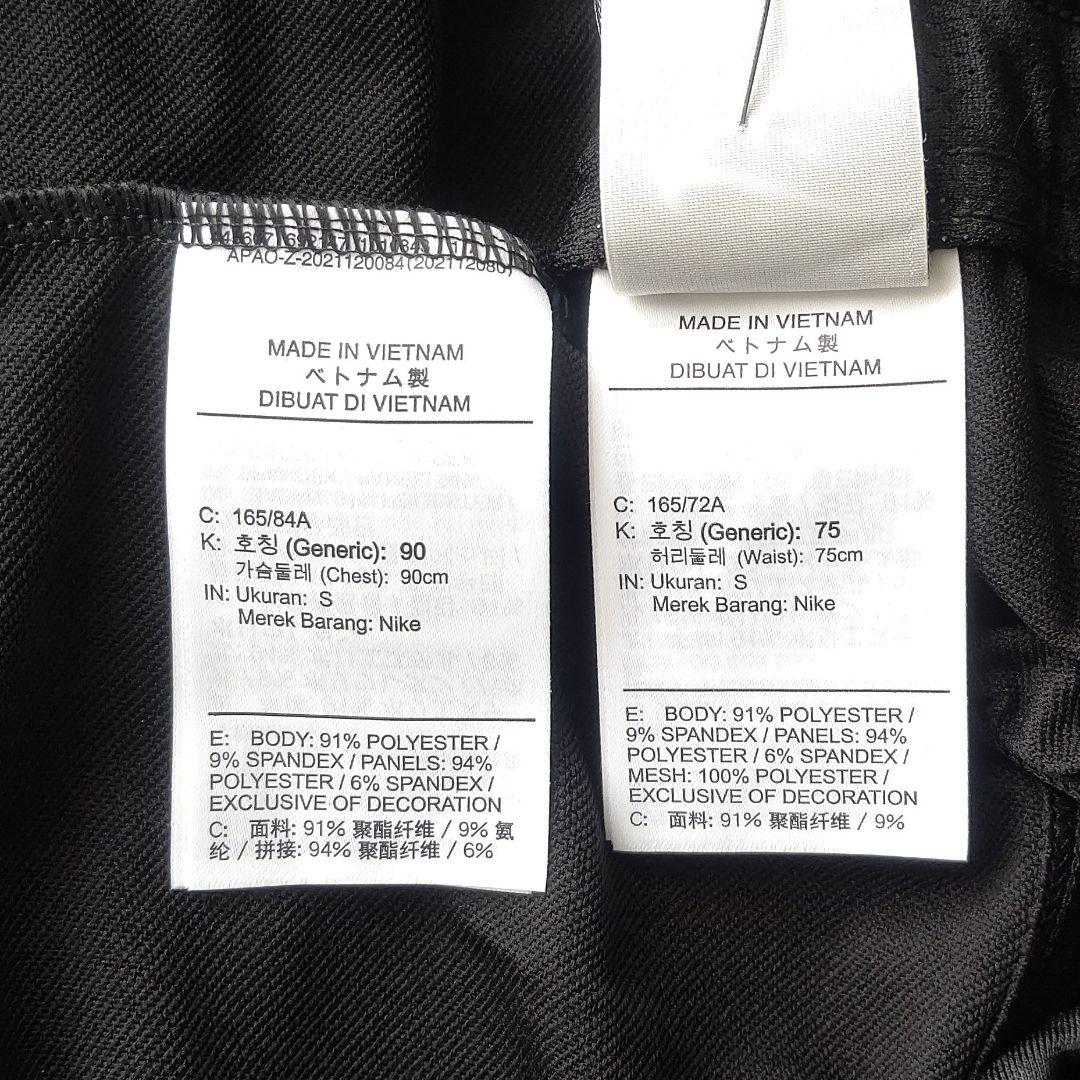 APAO-Z-2021120084(202112080)
MADE IN VIETNAM
ベトナム製
DIBUAT DI VIETNAM
C: 165/84A
K: 호칭 (Generic): 90
가슴둘레 (Chest): 90cm
IN: Ukuran: S
Merek Barang: Nike
E: BODY: 91% POLYESTER /
9% SPANDEX / PANELS: 94%
POLYESTER / 6% SPANDEX /
EXCLUSIVE OF DECORATION
C: 面料: 91% 聚酯纤维 / 9% 氨
纶 / 拼接: 94% 聚酯纤维 / 6%
MADE IN VIETNAM
ベトナム製
DIBUAT DI VIETNAM
C: 165/72A
K: 호칭 (Generic): 75
허리둘레 (Waist): 75cm
IN: Ukuran: S
Merek Barang: Nike
E: BODY: 91% POLYESTER /
9% SPANDEX / PANELS: 94%
POLYESTER / 6% SPANDEX /
MESH: 100% POLYESTER /
EXCLUSIVE OF DECORATION
C: 面料: 91% 聚酯纤维 / 9%